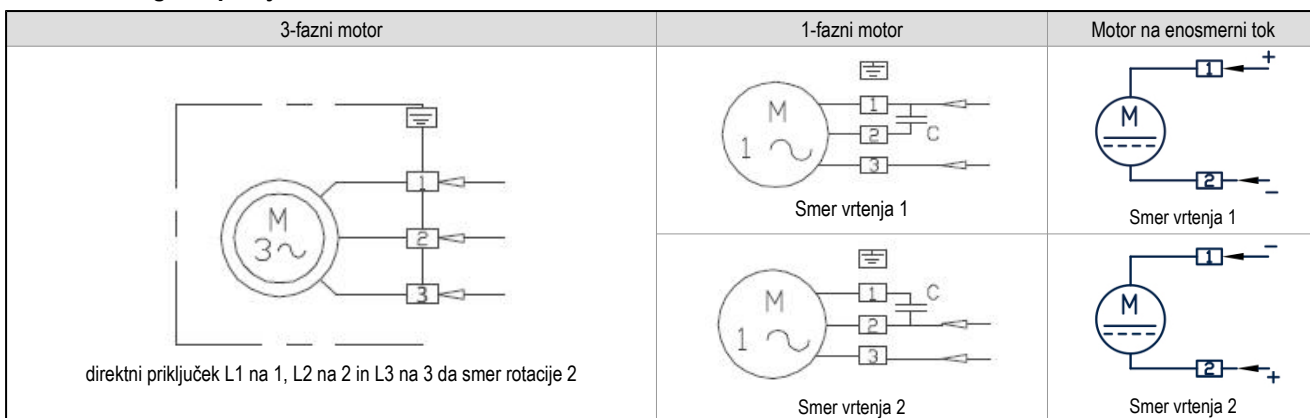 3-fazni motor
1-fazni motor
Motor na enosmerni tok
M
3
1
2
3
direktni priključek L1 na 1, L2 na 2 in L3 na 3 da smer rotacije 2
M
1
1
2
3
C
Smer vrtenja 1
M
1
1
2
3
C
Smer vrtenja 2
1
+
M
2
–
Smer vrtenja 1
1
–
M
2
+
Smer vrtenja 2